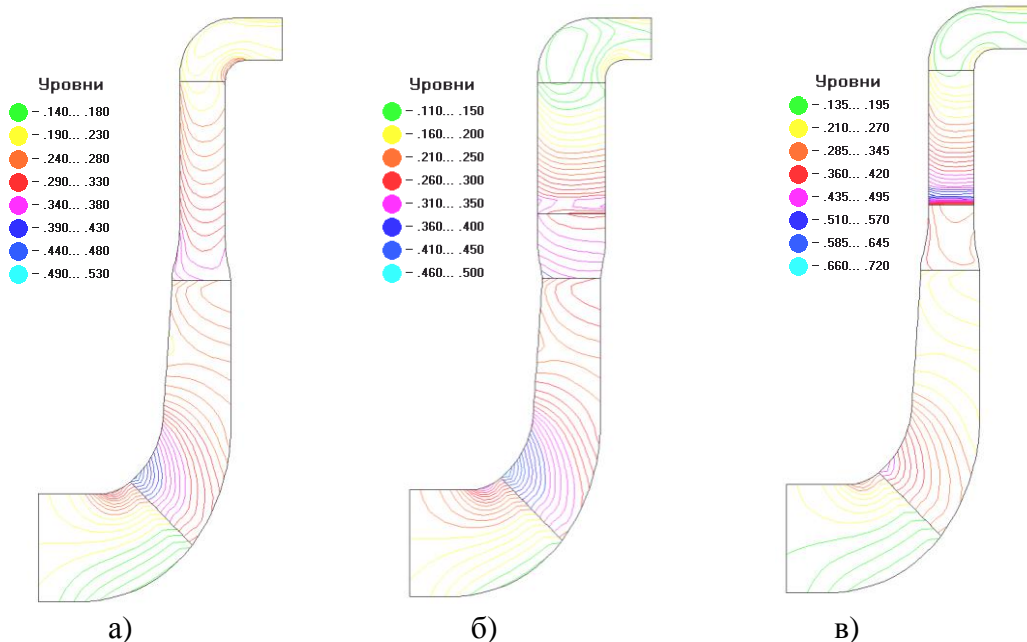 Уровни
– .140... .180
– .190... .230
– .240... .280
– .290... .330
– .340... .380
– .390... .430
– .440... .480
– .490... .530
а)
Уровни
– .110... .150
– .160... .200
– .210... .250
– .260... .300
– .310... .350
– .360... .400
– .410... .450
– .460... .500
б)
Уровни
– .135... .195
– .210... .270
– .285... .345
– .360... .420
– .435... .495
– .510... .570
– .585... .645
– .660... .720
в)